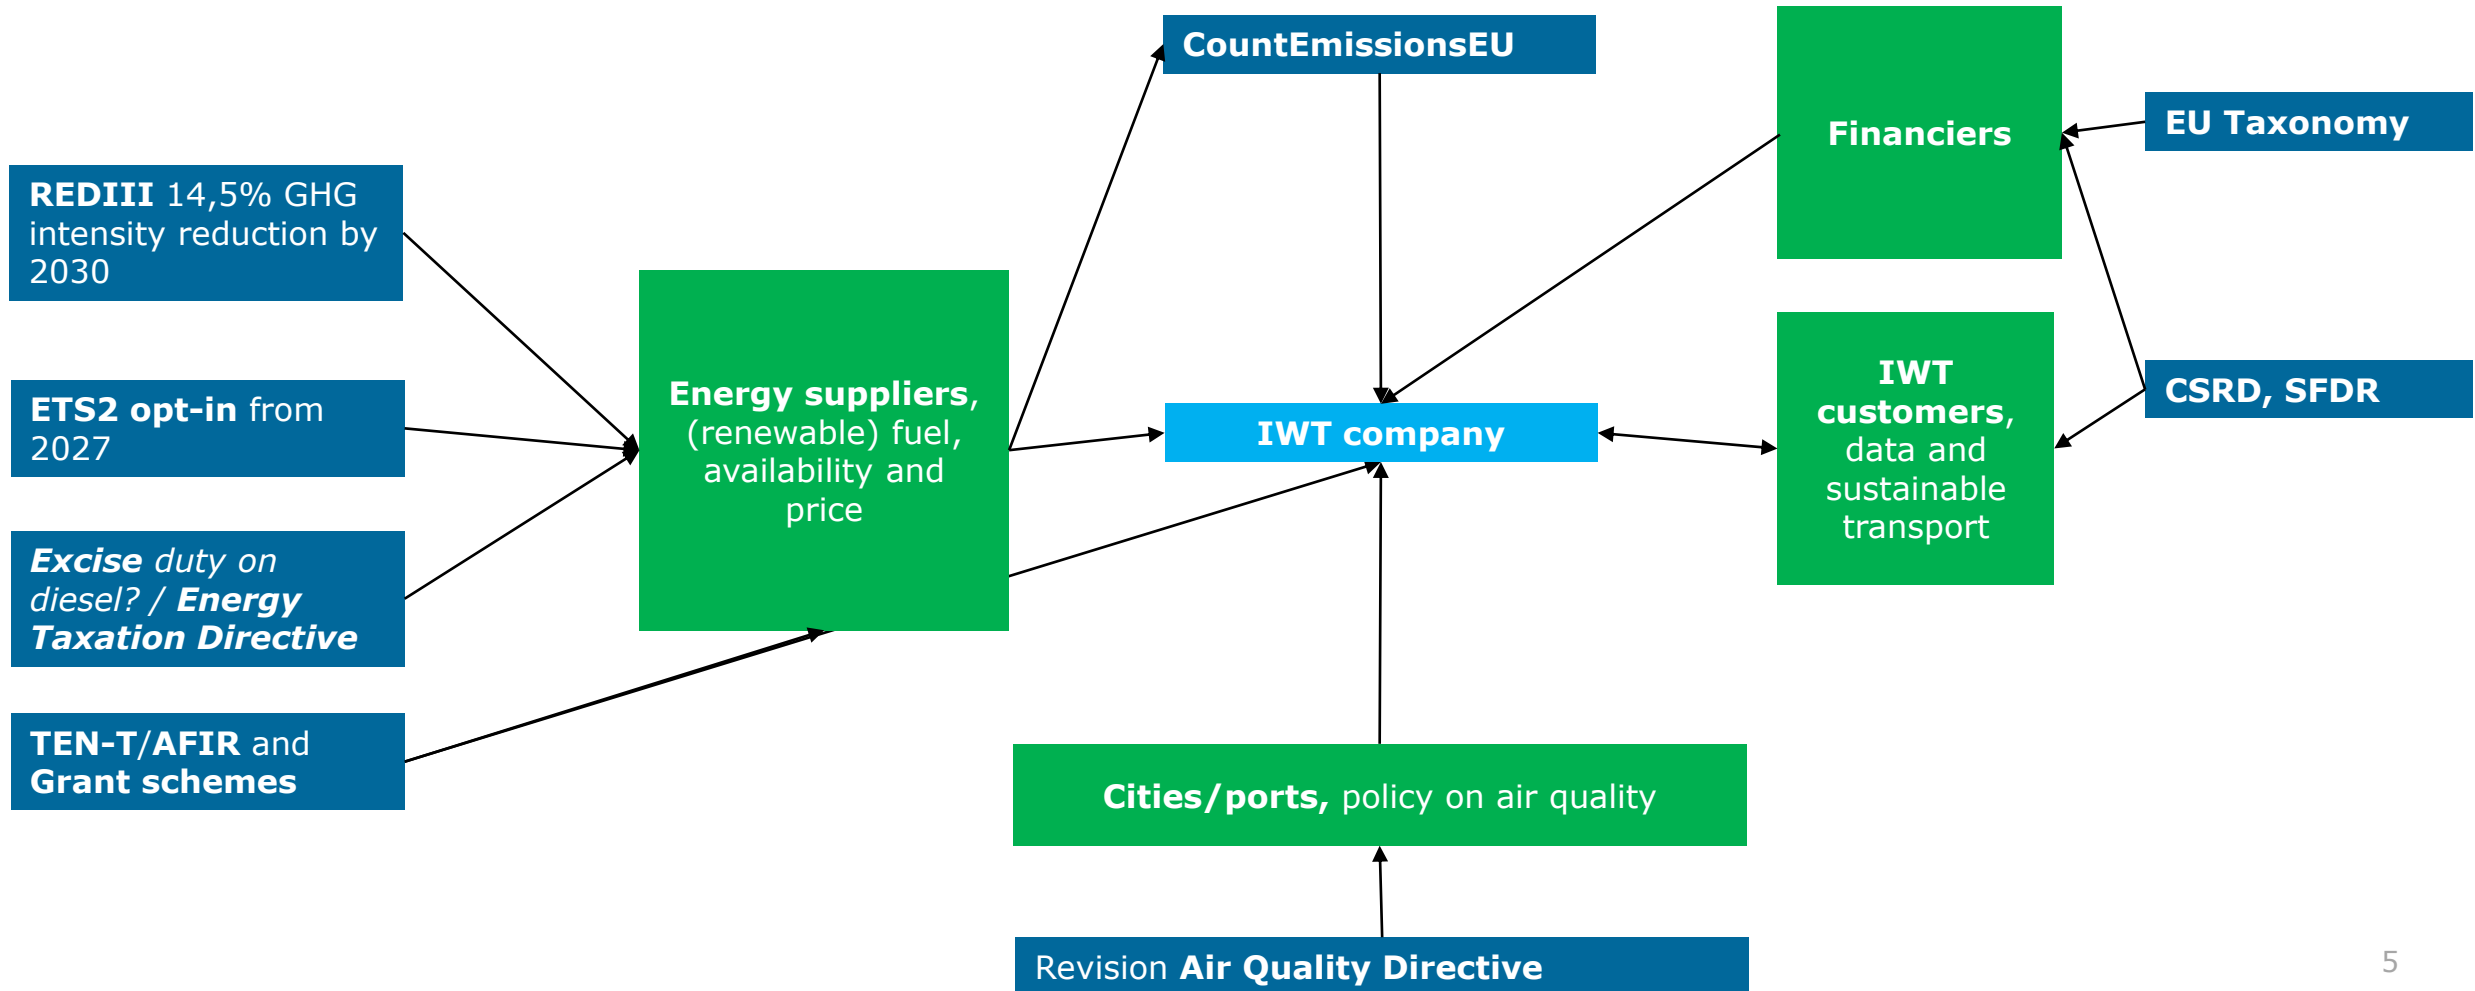 CountEmissionsEU
Financiers
EU Taxonomy
REDIII 14,5% GHG
intensity reduction by
2030
Energy suppliers,
(renewable) fuel,
availability and
price
IWT
customers,
data and
sustainable
transport
CSRD, SFDR
ETS2 opt-in from
2027
IWT company
Excise duty on
diesel? / Energy
Taxation Directive
TEN-T/AFIR and
Grant schemes
Cities/ports, policy on air quality
Revision Air Quality Directive
5